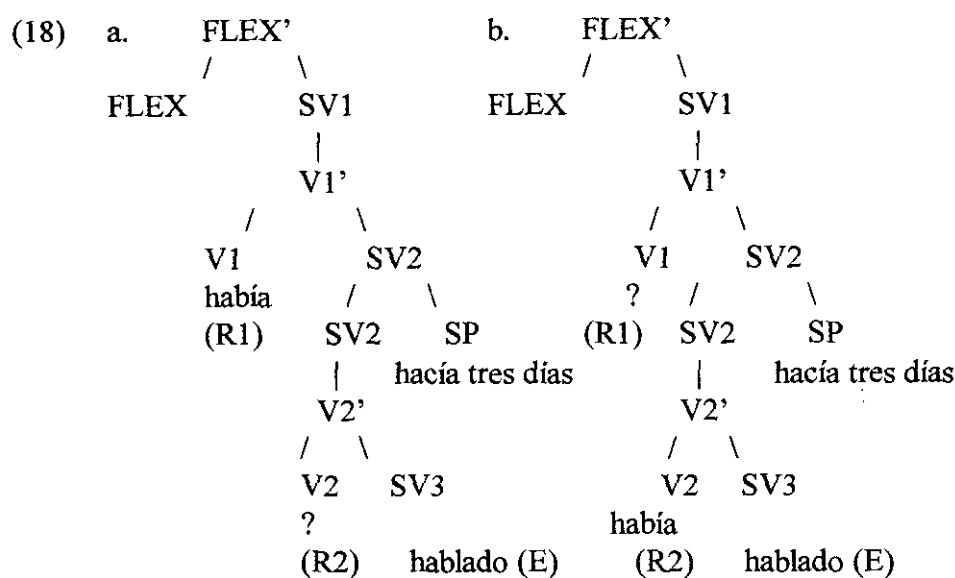 (18) a. FLEX’ b. FLEX’
/ \ / \
FLEX SV1 FLEX SV1
| |
V1’ V1’
/ \ / \
V1 SV2 V1 SV2
había / \ ? / \
(R1) SV2 SP (R1) SV2 SP
| hacía tres días | hacía tres días
V2’ V2’
/ \ / \
V2 SV3 V2 SV3
? había
(R2) hablado (E) (R2) hablado (E)